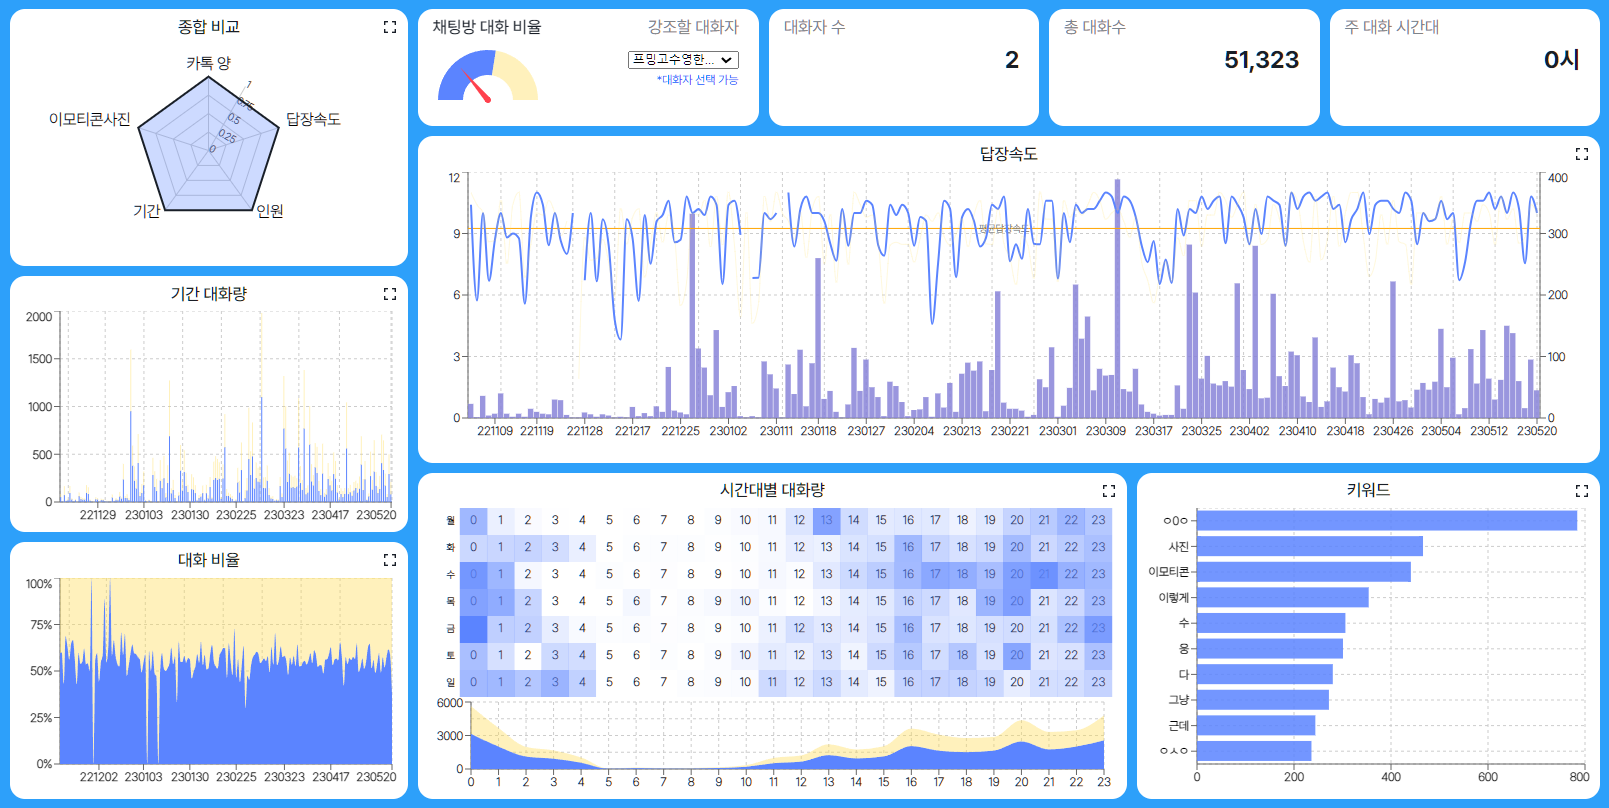 종합 비교
카톡 양
이모티콘사진
답장속도
기간
인원
1
0.75
0.5
0.25
0
채팅방 대화 비율
강조할 대화자
프밍고수영한...
*대화자 선택 가능
대화자 수
2
총 대화수
51,323
주 대화 시간대
0시
답장속도
12
9
6
3
0
400
300
200
100
0
평균답장속도
221109 221119 221128 221217 221225 230102 230111 230118 230127 230204 230213 230221 230301 230309 230317 230325 230402 230410 230418 230426 230504 230512 230520
기간 대화량
2000
1500
1000
500
0
221129 230103 230130 230225 230323 230417 230520
대화 비율
100%
75%
50%
25%
0%
221202 230103 230130 230225 230323 230417 230520
시간대별 대화량
월 0 1 2 3 4 5 6 7 8 9 10 11 12 13 14 15 16 17 18 19 20 21 22 23
화 0 1 2 3 4 5 6 7 8 9 10 11 12 13 14 15 16 17 18 19 20 21 22 23
수 0 1 2 3 4 5 6 7 8 9 10 11 12 13 14 15 16 17 18 19 20 21 22 23
목 0 1 2 3 4 5 6 7 8 9 10 11 12 13 14 15 16 17 18 19 20 21 22 23
금 0 1 2 3 4 5 6 7 8 9 10 11 12 13 14 15 16 17 18 19 20 21 22 23
토 0 1 2 3 4 5 6 7 8 9 10 11 12 13 14 15 16 17 18 19 20 21 22 23
일 0 1 2 3 4 5 6 7 8 9 10 11 12 13 14 15 16 17 18 19 20 21 22 23
6000
3000
0
0 1 2 3 4 5 6 7 8 9 10 11 12 13 14 15 16 17 18 19 20 21 22 23
키워드
ㅇ0ㅇ
사진
이모티콘
이렇게
수
웅
다
그냥
근데
ㅇㅅㅇ
0 200 400 600 800